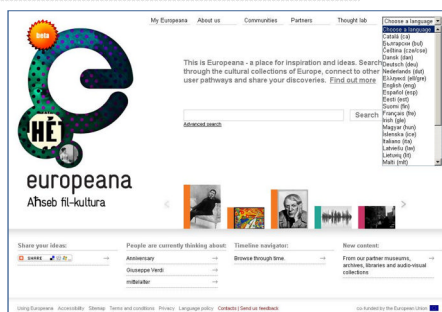 My Europeana About us Communities Partners Thought lab
Choose a language
Choose a language
Català (ca)
Български (bul)
Čeština (cze/cse)
Dansk (dan)
Deutsch (deu)
Nederlands (dut)
Ελληνικά (ell/gre)
English (eng)
Español (esp)
Eesti (est)
Suomi (fin)
Français (fre)
Irish (gle)
Magyar (hun)
Íslenska (ice)
Italiano (ita)
Latviešu (lav)
Lietuvių (lit)
Malti (mlt)
beta
This is Europeana - a place for inspiration and ideas. Search
through the cultural collections of Europe, connect to other
user pathways and share your discoveries. Find out more
Search
Advanced search
HÉT
europeana
Aħseb fil-kultura
Share your ideas:
SHARE
People are currently thinking about:
Anniversary
Giuseppe Verdi
mittelalter
Timeline navigator:
Browse through time
New content:
From our partner museums,
archives, libraries and audio-visual
collections
Using Europeana Accessibility Sitemap Terms and conditions Privacy Language policy Contacts | Send us feedback
co-funded by the European Union